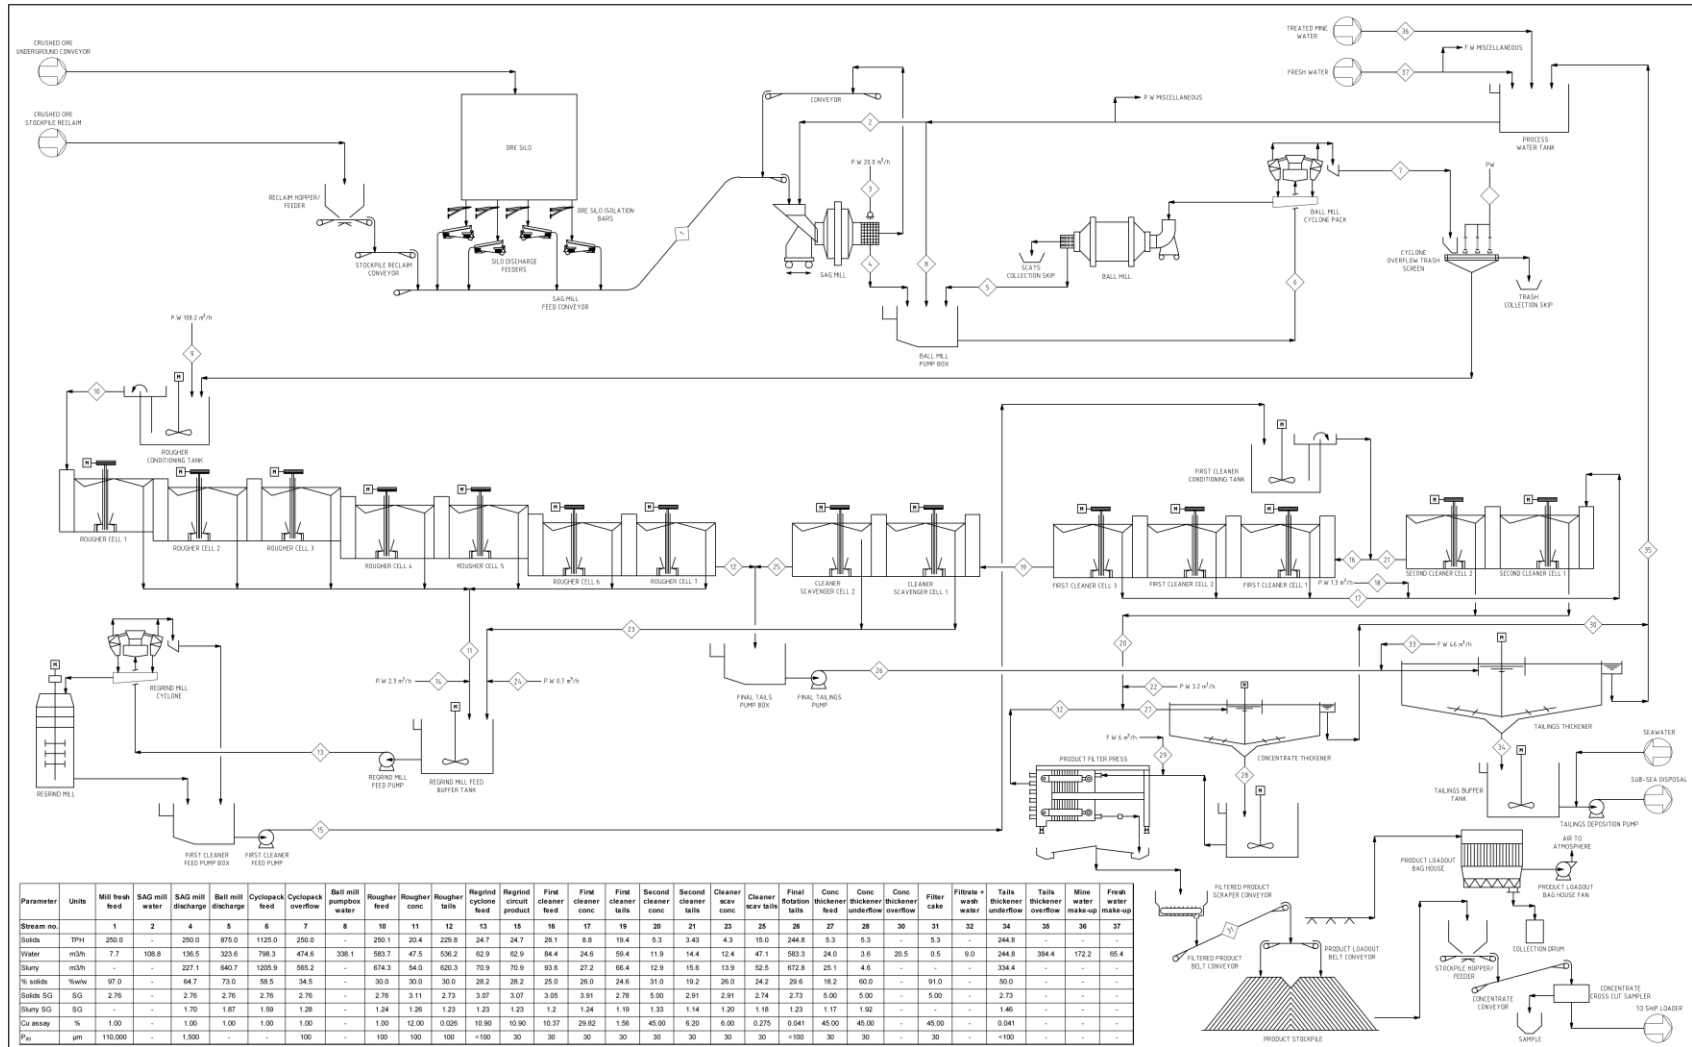 CRUSHED ORE
UNDERGROUND CONVEYOR
CRUSHED ORE
STOCKPILE RECLAIM
ORE SILO
RECLAIM HOPPER/
FEEDER
STOCKPILE RECLAIM
CONVEYOR
ORE SILO ISOLATION
BARS
SILO DISCHARGE
FEEDERS
SAG MILL
FEED CONVEYOR
1
CONVEYOR
2
P.W MISCELLANEOUS
P.W 20.0 m³/h
3
SAG MILL
4
8
5
SCATS
COLLECTION SKIP
BALL MILL
BALL MILL
PUMP BOX
6
BALL MILL
CYCLONE PACK
7
TREATED MINE
WATER
36
FRESH WATER
37
F.W MISCELLANEOUS
PROCESS
WATER TANK
PW
CYCLONE
OVERFLOW TRASH
SCREEN
TRASH
COLLECTION SKIP
P.W 108.2 m³/h
9
M
10
ROUGHER
CONDITIONING TANK
ROUGHER CELL 1
ROUGHER CELL 2
ROUGHER CELL 3
ROUGHER CELL 4
ROUGHER CELL 5
ROUGHER CELL 6
ROUGHER CELL 7
M M M M M M M
12
25
CLEANER
SCAVENGER CELL 2
CLEANER
SCAVENGER CELL 1
M M
19
FIRST CLEANER
CONDITIONING TANK
M
FIRST CLEANER CELL 3
FIRST CLEANER CELL 2
FIRST CLEANER CELL 1
M M M
16
21
P.W 1.3 m³/h
18
17
SECOND CLEANER CELL 2
SECOND CLEANER CELL 1
M M
35
REGRIND MILL
CYCLONE
M
REGRIND MILL
11
23
P.W 2.3 m³/h
14
24
P.W 0.7 m³/h
M
13
REGRIND MILL
FEED PUMP
REGRIND MILL FEED
BUFFER TANK
FIRST CLEANER
FEED PUMP BOX
FIRST CLEANER
FEED PUMP
15
FINAL TAILS
PUMP BOX
FINAL TAILINGS
PUMP
26
20
22
P.W 3.2 m³/h
M
32
27
F.W 6 m³/h
29
PRODUCT FILTER PRESS
CONCENTRATE THICKENER
28
M
30
33
F.W 46 m³/h
M
TAILINGS THICKENER
34
M
TAILINGS BUFFER
TANK
SEAWATER
SUB-SEA DISPOSAL
TAILINGS DEPOSITION PUMP
FILTERED PRODUCT
SCRAPER CONVEYOR
31
FILTERED PRODUCT
BELT CONVEYOR
PRODUCT LOADOUT
BELT CONVEYOR
PRODUCT STOCKPILE
PRODUCT LOADOUT
BAG HOUSE
AIR TO
ATMOSPHERE
PRODUCT LOADOUT
BAG HOUSE FAN
COLLECTION DRUM
STOCKPILE HOPPER/
FEEDER
CONCENTRATE
CONVEYOR
CONCENTRATE
CROSS CUT SAMPLER
SAMPLE
TO SHIP LOADER
Parameter Units Mill fresh feed SAG mill water SAG mill discharge Ball mill discharge Cyclopack feed Cyclopack overflow Ball mill pumpbox water Rougher feed Rougher conc Rougher tails Regrind cyclone feed Regrind circuit product First cleaner feed First cleaner conc First cleaner tails Second cleaner conc Second cleaner tails Cleaner scav conc Cleaner scav tails Final flotation tails Conc thickener feed Conc thickener underflow Conc thickener overflow Filter cake Filtrate + wash water Tails thickener underflow Tails thickener overflow Mine water make-up Fresh water make-up
Stream no. 1 2 4 5 6 7 8 10 11 12 13 15 16 17 19 20 21 23 25 26 27 28 30 31 32 34 35 36 37
Solids TPH 250.0 - 250.0 875.0 1125.0 250.0 - 250.1 20.4 229.8 24.7 24.7 28.1 8.8 19.4 5.3 3.43 4.3 15.0 244.8 5.3 5.3 - 5.3 - 244.8 - - -
Water m3/h 7.7 108.8 136.5 323.6 798.3 474.6 338.1 583.7 47.5 536.2 62.9 62.9 84.4 24.6 59.4 11.9 14.4 12.4 47.1 583.3 24.0 3.6 20.5 0.5 9.0 244.8 384.4 172.2 65.4
Slurry m3/h - - 227.1 640.7 1205.9 565.2 - 674.3 54.0 620.3 70.9 70.9 93.6 27.2 66.4 12.9 15.6 13.9 52.5 672.8 25.1 4.6 - - - 334.4 - - -
% solids %w/w 97.0 - 64.7 73.0 58.5 34.5 - 30.0 30.0 30.0 28.2 28.2 25.0 26.0 24.6 31.0 19.2 26.0 24.2 29.6 18.2 60.0 - 91.0 - 50.0 - - -
Solids SG SG 2.76 - 2.76 2.76 2.76 2.76 - 2.76 3.11 2.73 3.07 3.07 3.05 3.91 2.78 5.00 2.91 2.91 2.74 2.73 5.00 5.00 - 5.00 - 2.73 - - -
Slurry SG SG - - 1.70 1.87 1.59 1.28 - 1.24 1.26 1.23 1.23 1.23 1.2 1.24 1.19 1.33 1.14 1.20 1.18 1.23 1.17 1.92 - - - 1.46 - - -
Cu assay % 1.00 - 1.00 1.00 1.00 1.00 - 1.00 12.00 0.026 10.90 10.90 10.37 29.82 1.56 45.00 6.20 6.00 0.275 0.041 45.00 45.00 - 45.00 - 0.041 - - -
P₈₀ µm 110,000 - 1,500 - - 100 - 100 100 100 <100 30 30 30 30 30 30 30 30 <100 30 30 - 30 - <100 - - -